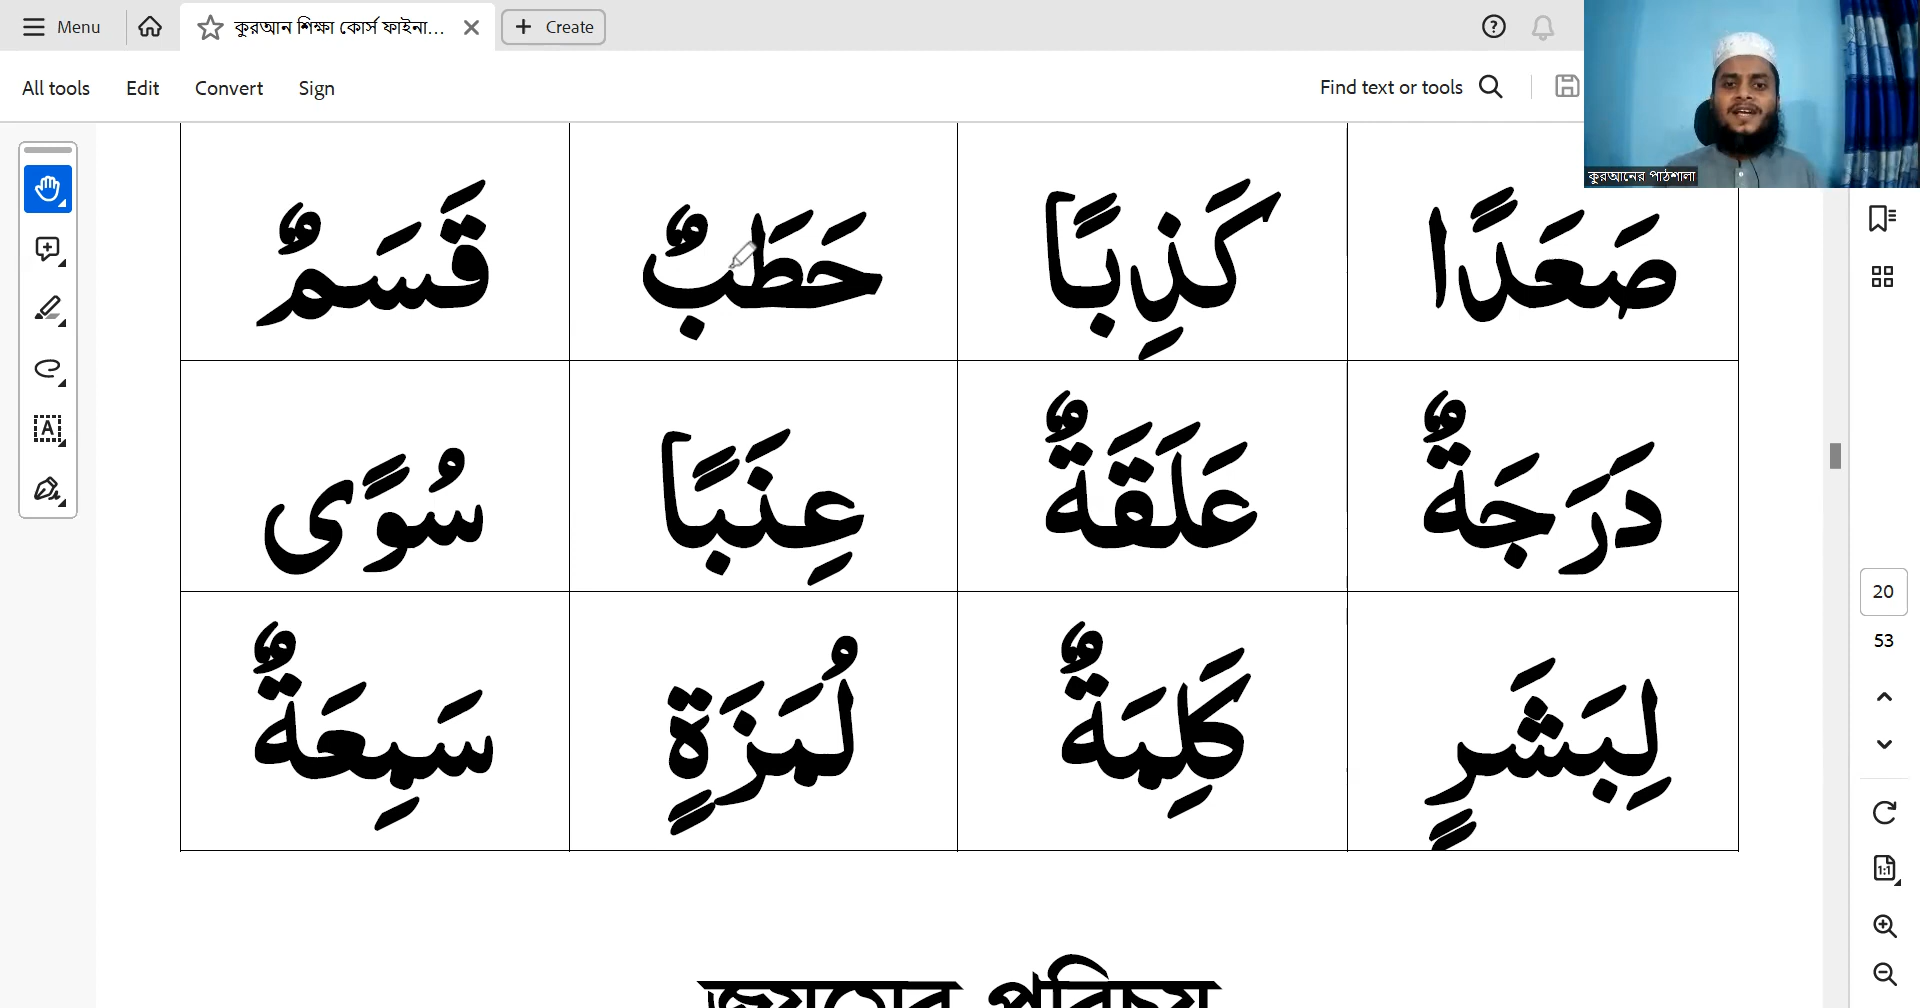 Menu
কুরআন শিক্ষা কোর্স ফাইনা...
Create
All tools Edit Convert Sign
Find text or tools
কুরআনের পাঠশালা
صَعَدًا كَذِبًا حَطَبٌ قَسَمٌ
دَرَجَةٌ عَلَقَةٌ عِنَبًا سُوًى
لِبَشَرٍ كَلِمَةٌ لُمَزَةٍ سَمِعَةٌ
20
53